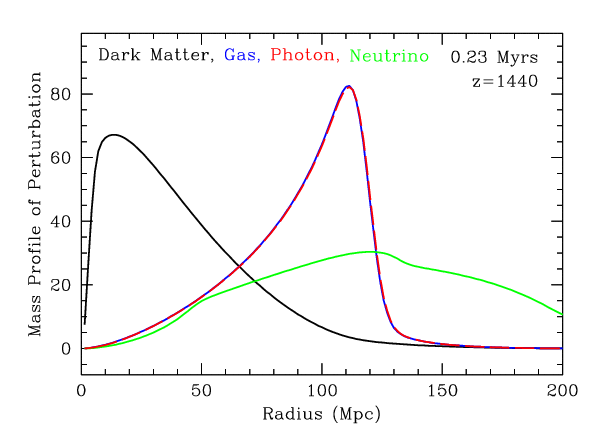 Dark Matter, Gas, Photon, Neutrino 0.23 Myrs
z=1440
Mass Profile of Perturbation
80
60
40
20
0
0 50 100 150 200
Radius (Mpc)